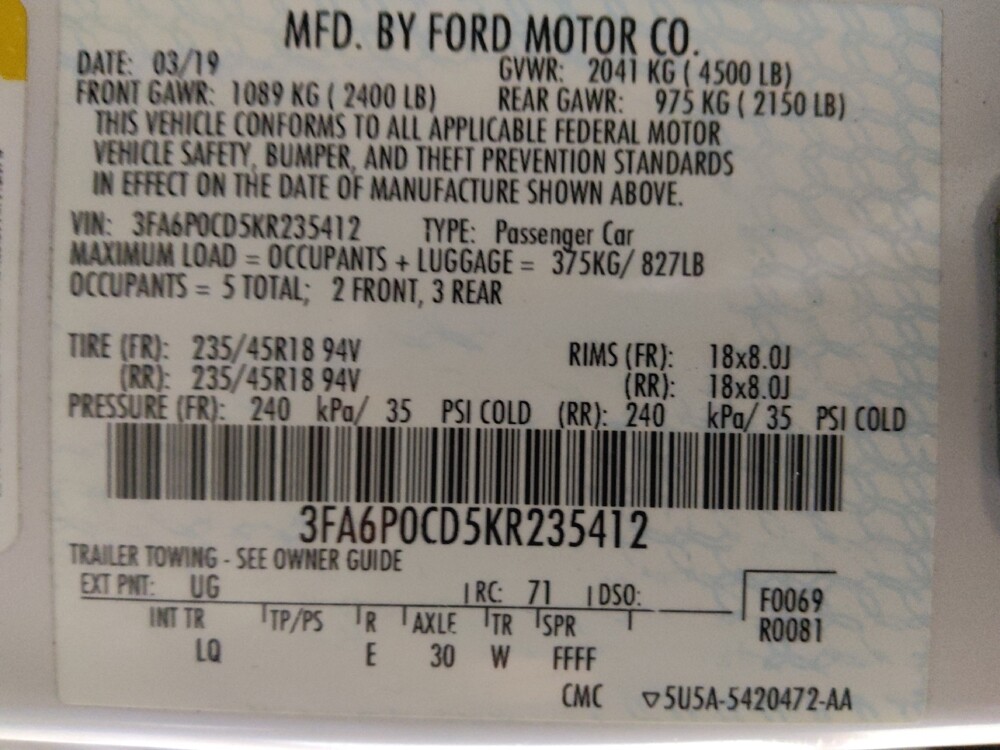 MFD. BY FORD MOTOR CO.
DATE: 03/19 GVWR: 2041 KG ( 4500 LB)
FRONT GAWR: 1089 KG ( 2400 LB) REAR GAWR: 975 KG ( 2150 LB)
THIS VEHICLE CONFORMS TO ALL APPLICABLE FEDERAL MOTOR
VEHICLE SAFETY, BUMPER, AND THEFT PREVENTION STANDARDS
IN EFFECT ON THE DATE OF MANUFACTURE SHOWN ABOVE.
VIN: 3FA6P0CD5KR235412 TYPE: Passenger Car
MAXIMUM LOAD = OCCUPANTS + LUGGAGE = 375KG/ 827LB
OCCUPANTS = 5 TOTAL; 2 FRONT, 3 REAR
TIRE (FR): 235/45R18 94V RIMS (FR): 18x8.0J
(RR): 235/45R18 94V (RR): 18x8.0J
PRESSURE (FR): 240 kPa/ 35 PSI COLD (RR): 240 kPa/ 35 PSI COLD
3FA6P0CD5KR235412
TRAILER TOWING - SEE OWNER GUIDE
EXT PNT: UG RC: 71 DSO: F0069
INT TR TP/PS R AXLE TR SPR R0081
LQ E 30 W FFFF
CMC ▽5U5A-5420472-AA